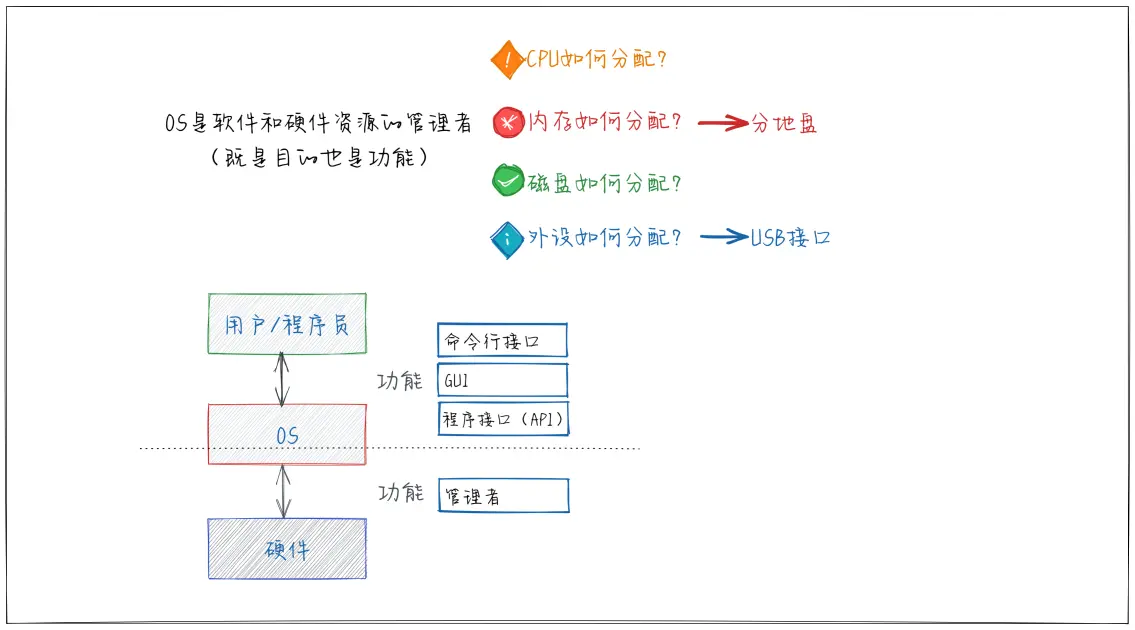 CPU如何分配?
OS是软件和硬件资源的管理者
(既是目的也是功能)
内存如何分配?
分地盘
磁盘如何分配?
外设如何分配?
USB接口
用户/程序员
功能
命令行接口
GUI
程序接口(API)
OS
功能
管理者
硬件